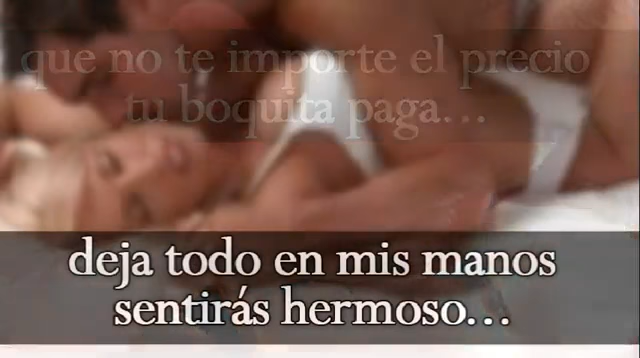 que no te importe el precio
tu boquita paga...
deja todo en mis manos
sentirás hermoso...